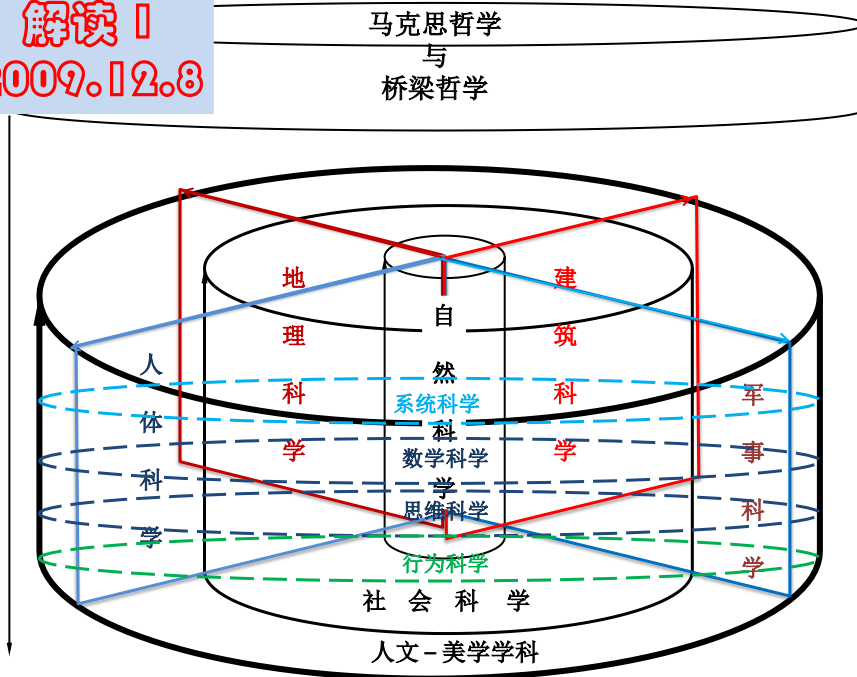 解读1
2009.12.8
马克思哲学
与
桥梁哲学
地理科学
建筑科学
自然科学
人体科学
军事科学
系统科学
数学科学
思维科学
行为科学
社会科学
人文－美学学科